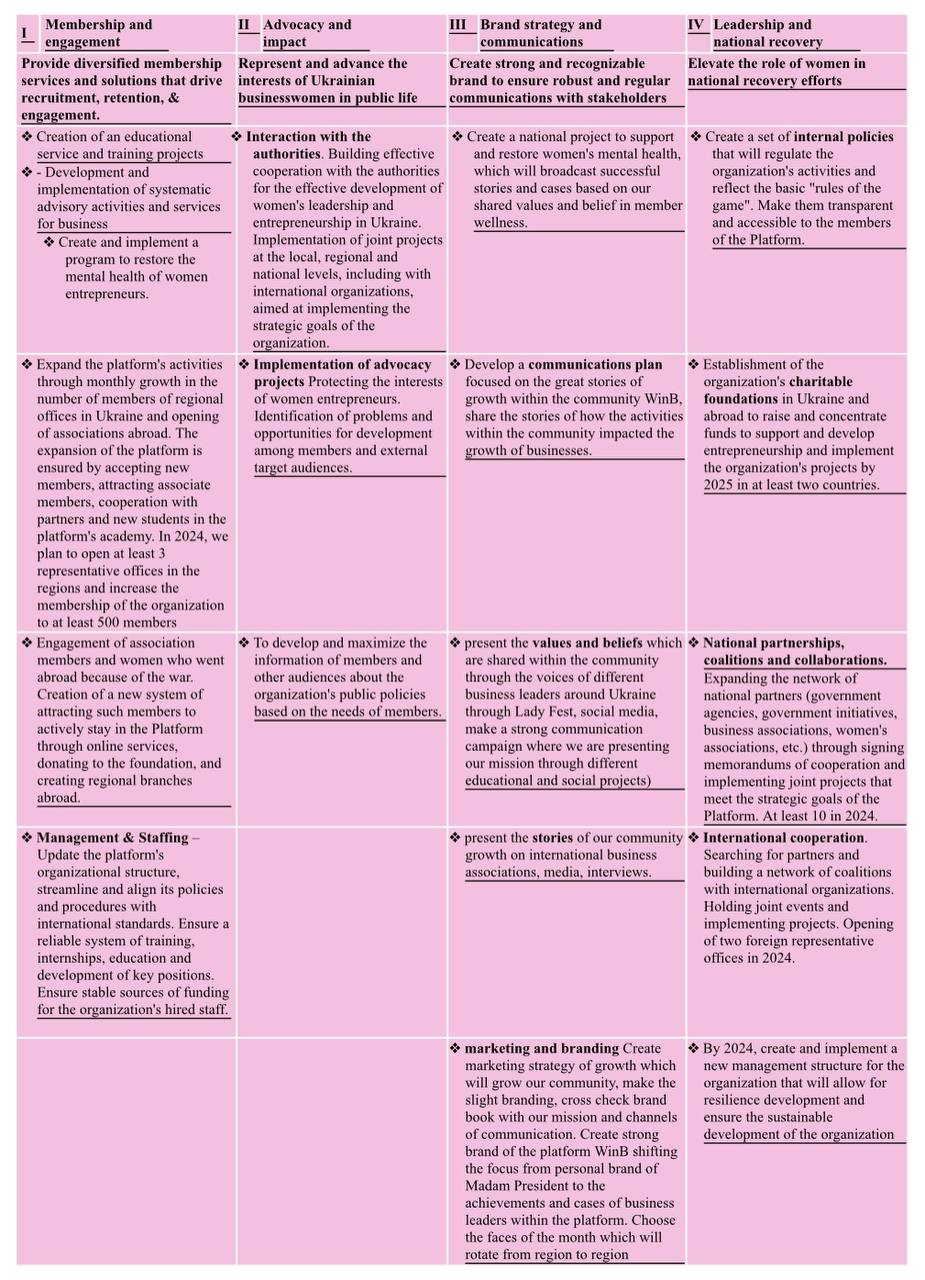 I
Membership and
engagement
II
Advocacy and
impact
III
Brand strategy and
communications
IV
Leadership and
national recovery
Provide diversified membership
services and solutions that drive
recruitment, retention, &
engagement.
Represent and advance the
interests of Ukrainian
businesswomen in public life
Create strong and recognizable
brand to ensure robust and regular
communications with stakeholders
Elevate the role of women in
national recovery efforts
❖ Creation of an educational
service and training projects
❖ - Development and
implementation of systematic
advisory activities and services
for business
❖ Create and implement a
program to restore the
mental health of women
entrepreneurs.
❖ Interaction with the
authorities. Building effective
cooperation with the authorities
for the effective development of
women's leadership and
entrepreneurship in Ukraine.
Implementation of joint projects
at the local, regional and
national levels, including with
international organizations,
aimed at implementing the
strategic goals of the
organization.
❖ Create a national project to support
and restore women's mental health,
which will broadcast successful
stories and cases based on our
shared values and belief in member
wellness.
❖ Create a set of internal policies
that will regulate the
organization's activities and
reflect the basic "rules of the
game". Make them transparent
and accessible to the members
of the Platform.
❖ Expand the platform's activities
through monthly growth in the
number of members of regional
offices in Ukraine and opening
of associations abroad. The
expansion of the platform is
ensured by accepting new
members, attracting associate
members, cooperation with
partners and new students in the
platform's academy. In 2024, we
plan to open at least 3
representative offices in the
regions and increase the
membership of the organization
to at least 500 members
❖ Implementation of advocacy
projects Protecting the interests
of women entrepreneurs.
Identification of problems and
opportunities for development
among members and external
target audiences.
❖ Develop a communications plan
focused on the great stories of
growth within the community WinB,
share the stories of how the activities
within the community impacted the
growth of businesses.
❖ Establishment of the
organization's charitable
foundations in Ukraine and
abroad to raise and concentrate
funds to support and develop
entrepreneurship and implement
the organization's projects by
2025 in at least two countries.
❖ Engagement of association
members and women who went
abroad because of the war.
Creation of a new system of
attracting such members to
actively stay in the Platform
through online services,
donating to the foundation, and
creating regional branches
abroad.
❖ To develop and maximize the
information of members and
other audiences about the
organization's public policies
based on the needs of members.
❖ present the values and beliefs which
are shared within the community
through the voices of different
business leaders around Ukraine
through Lady Fest, social media,
make a strong communication
campaign where we are presenting
our mission through different
educational and social projects)
❖ National partnerships,
coalitions and collaborations.
Expanding the network of
national partners (government
agencies, government initiatives,
business associations, women's
associations, etc.) through signing
memorandums of cooperation and
implementing joint projects that
meet the strategic goals of the
Platform. At least 10 in 2024.
❖ Management & Staffing –
Update the platform's
organizational structure,
streamline and align its policies
and procedures with
international standards. Ensure a
reliable system of training,
internships, education and
development of key positions.
Ensure stable sources of funding
for the organization's hired staff.
❖ present the stories of our community
growth on international business
associations, media, interviews.
❖ International cooperation.
Searching for partners and
building a network of coalitions
with international organizations.
Holding joint events and
implementing projects. Opening
of two foreign representative
offices in 2024.
❖ marketing and branding Create
marketing strategy of growth which
will grow our community, make the
slight branding, cross check brand
book with our mission and channels
of communication. Create strong
brand of the platform WinB shifting
the focus from personal brand of
Madam President to the
achievements and cases of business
leaders within the platform. Choose
the faces of the month which will
rotate from region to region
❖ By 2024, create and implement a
new management structure for the
organization that will allow for
resilience development and
ensure the sustainable
development of the organization